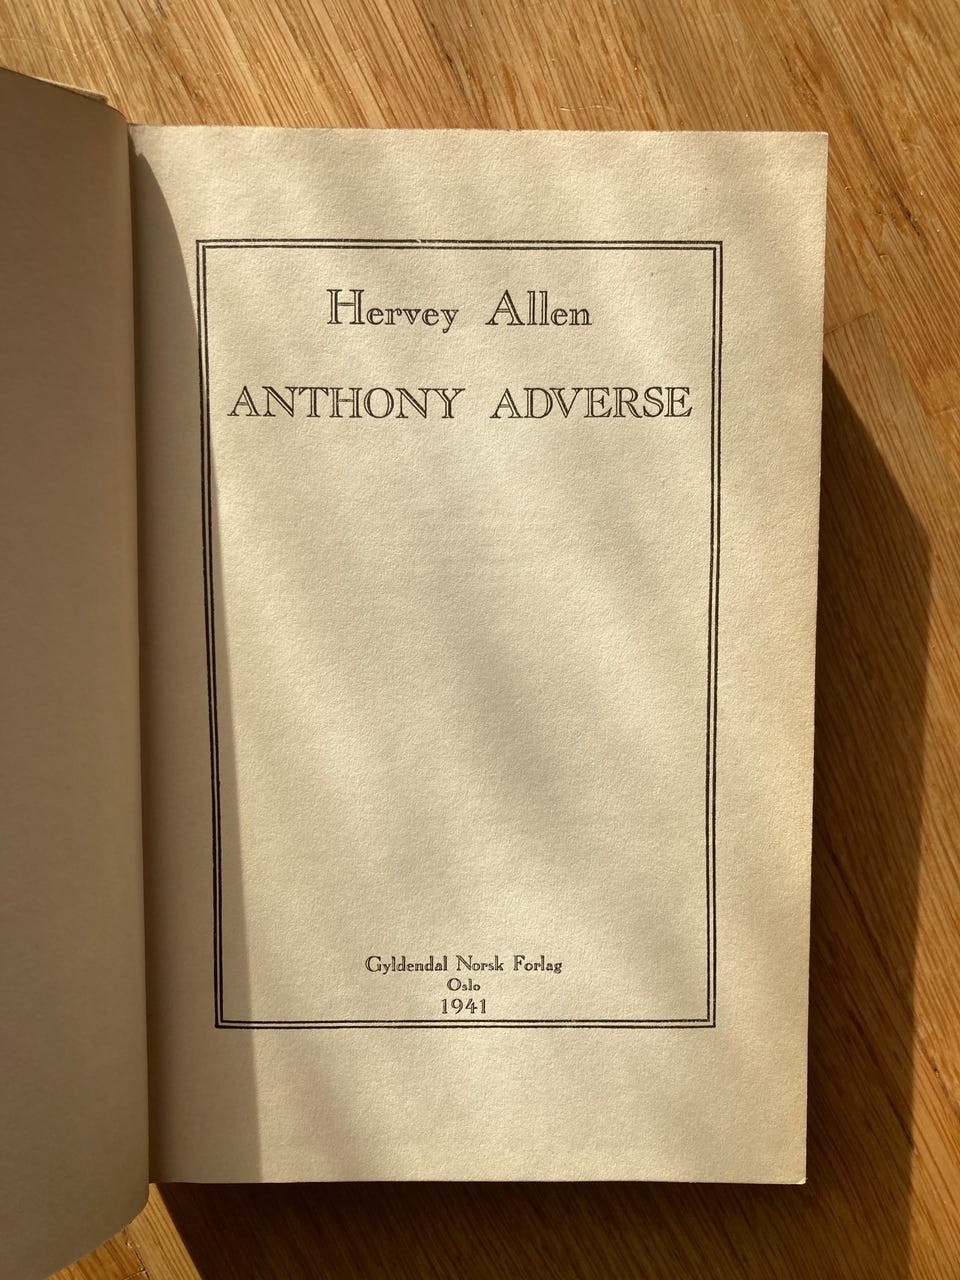 Hervey Allen
ANTHONY ADVERSE
Gyldendal Norsk Forlag
Oslo
1941